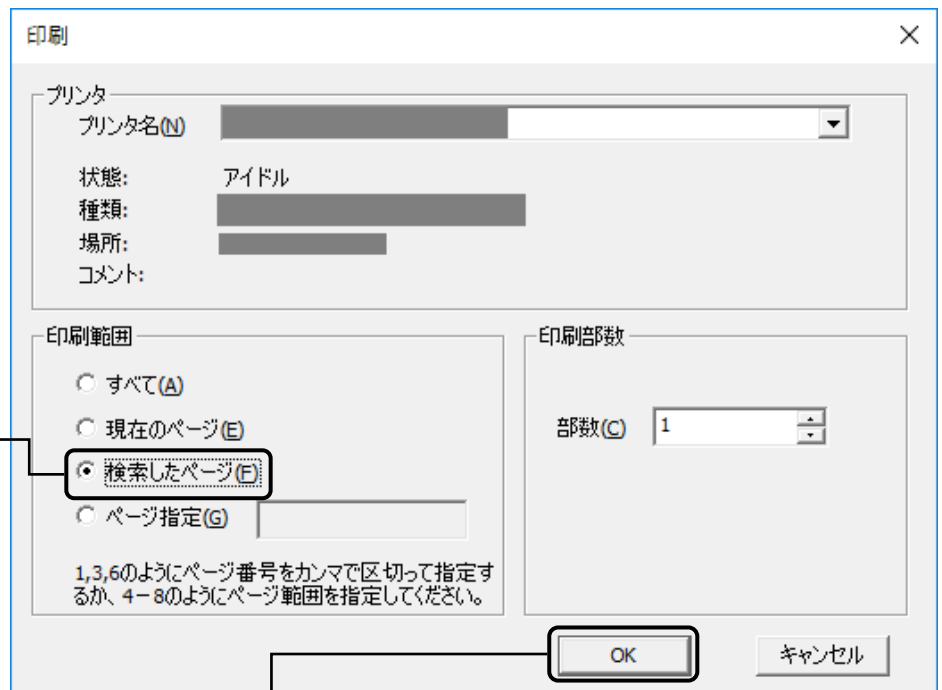 印刷
プリンタ
プリンタ名(N)
状態: アイドル
種類:
場所:
コメント:
印刷範囲
すべて(A)
現在のページ(E)
検索したページ(F)
ページ指定(G)
1,3,6のようにページ番号をカンマで区切って指定す
るか、4－8のようにページ範囲を指定してください。
印刷部数
部数(C) 1
OK
キャンセル